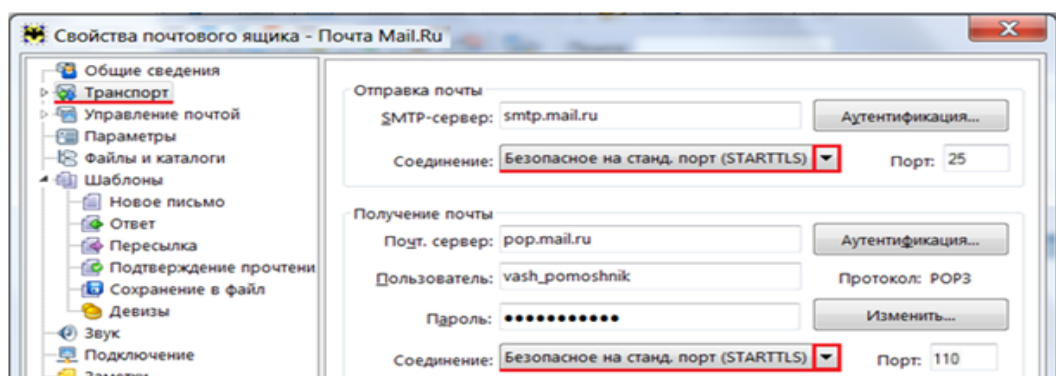 Свойства почтового ящика - Почта Mail.Ru
Общие сведения
Транспорт
Управление почтой
Параметры
Файлы и каталоги
Шаблоны
Новое письмо
Ответ
Пересылка
Подтверждение прочтени
Сохранение в файл
Девизы
Звук
Подключение
Отправка почты
SMTP-сервер: smtp.mail.ru Аутентификация...
Соединение: Безопасное на станд. порт (STARTTLS) Порт: 25
Получение почты
Почт. сервер: pop.mail.ru Аутентификация...
Пользователь: vash_pomoshnik Протокол: POP3
Пароль: ●●●●●●●●●●● Изменить...
Соединение: Безопасное на станд. порт (STARTTLS) Порт: 110